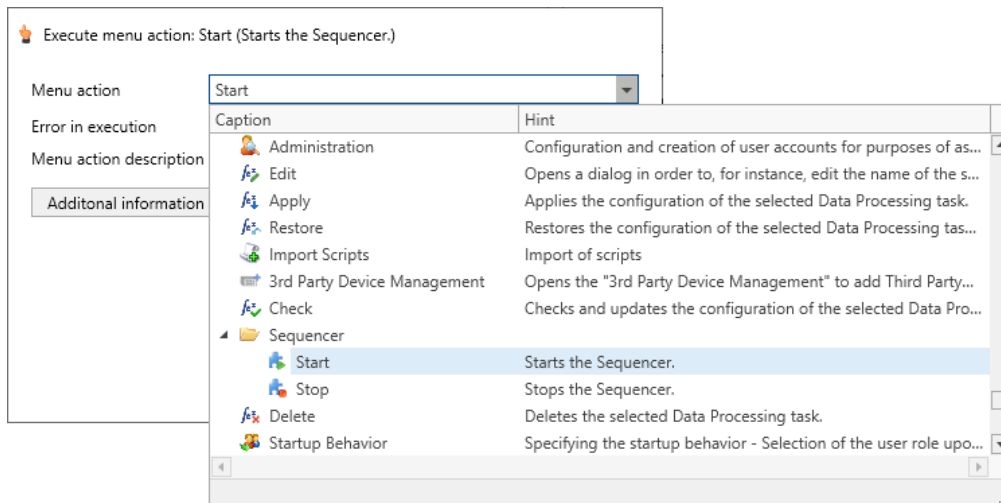 Execute menu action: Start (Starts the Sequencer.)
Menu action Start
Caption Hint
Error in execution
Administration Configuration and creation of user accounts for purposes of as...
Menu action description
Edit Opens a dialog in order to, for instance, edit the name of the s...
Additonal information
Apply Applies the configuration of the selected Data Processing task.
Restore Restores the configuration of the selected Data Processing tas...
Import Scripts Import of scripts
3rd Party Device Management Opens the "3rd Party Device Management" to add Third Party...
Check Checks and updates the configuration of the selected Data Pro...
Sequencer
Start Starts the Sequencer.
Stop Stops the Sequencer.
Delete Deletes the selected Data Processing task.
Startup Behavior Specifying the startup behavior - Selection of the user role upo...